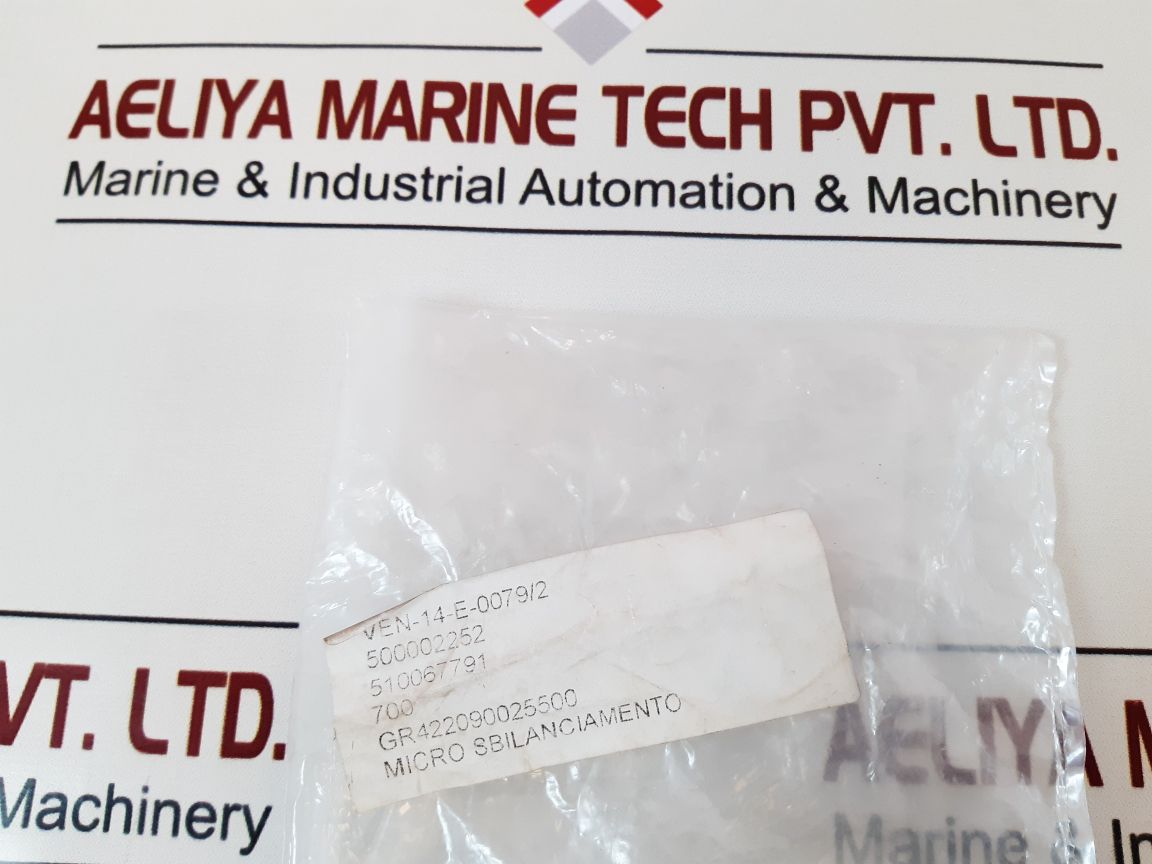 AELIYA MARINE TECH PVT. LTD.
Marine & Industrial Automation & Machinery
VEN-14-E-0079/2
500002252
510067791
700
GR422090025500
MICRO SBILANCIAMENTO
VT. LTD.
Machinery
AELIYA M
Marine & In